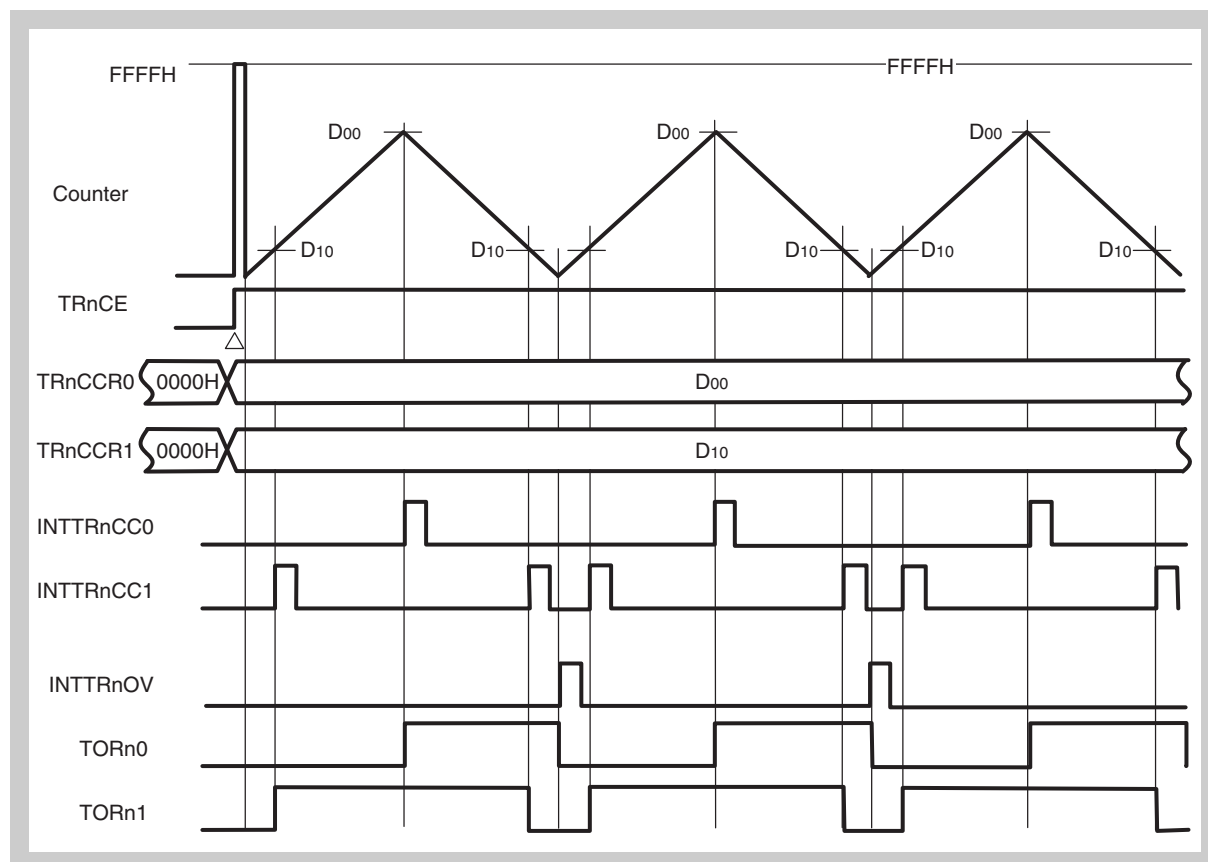 FFFFH
FFFFH
D00
D00
D00
Counter
D10
D10
D10
D10
D10
TRnCE
TRnCCR0
0000H
D00
TRnCCR1
0000H
D10
INTTRnCC0
INTTRnCC1
INTTRnOV
TORn0
TORn1